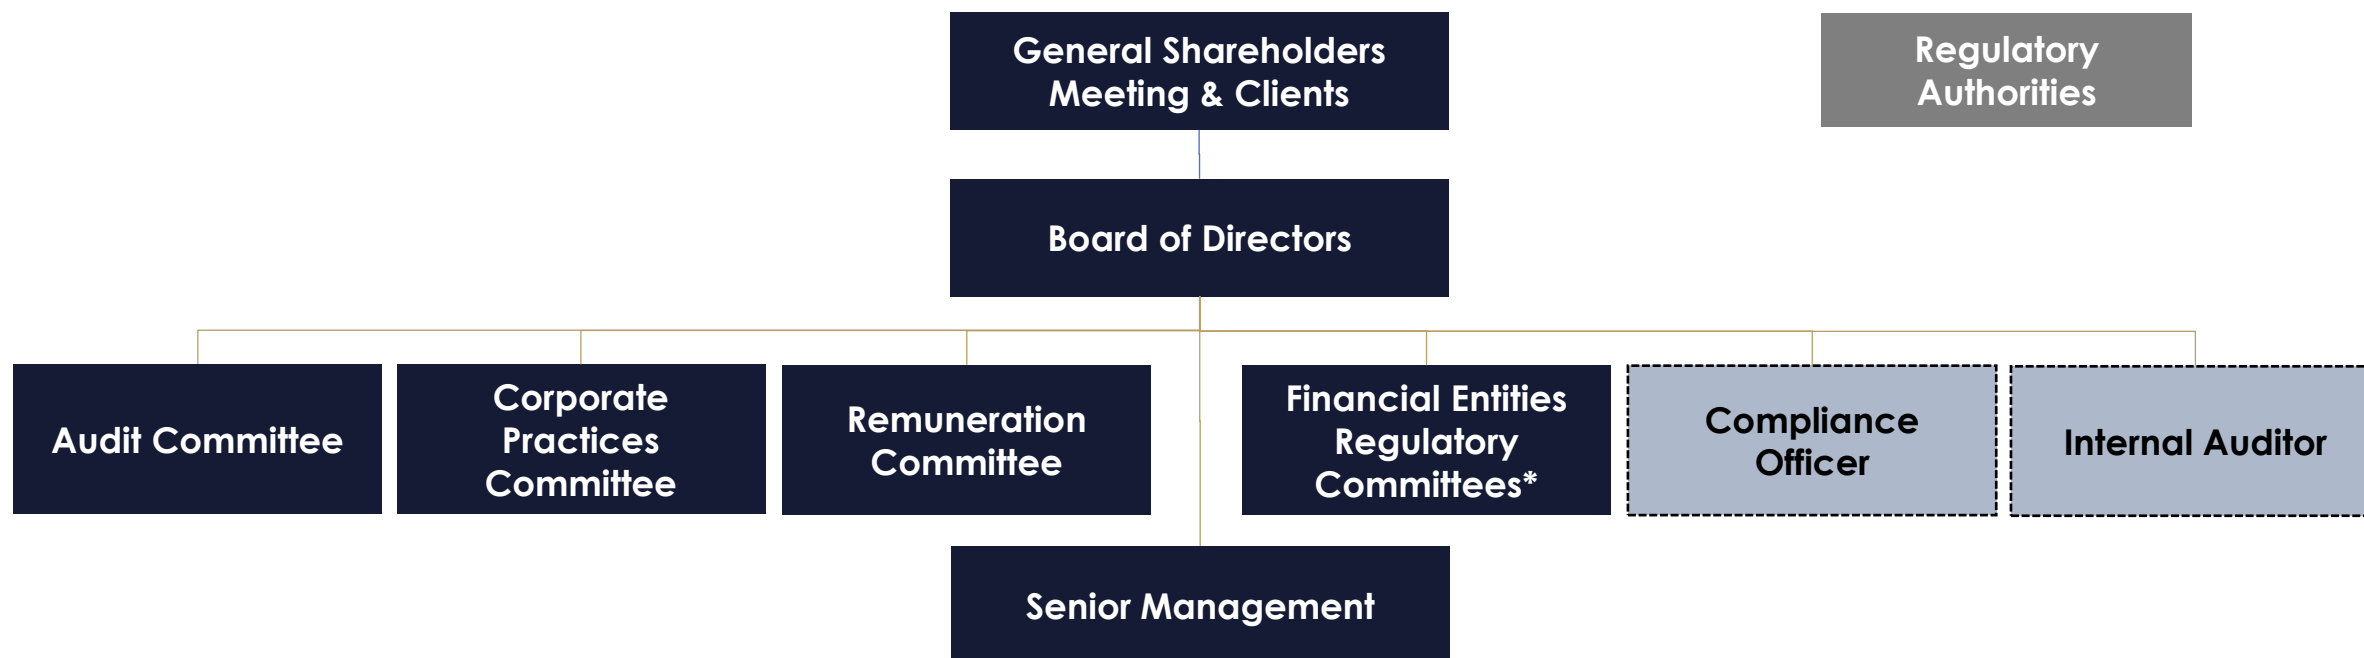 General Shareholders
Meeting & Clients
Regulatory
Authorities
Board of Directors
Audit Committee
Corporate
Practices
Committee
Remuneration
Committee
Financial Entities
Regulatory
Committees*
Compliance
Officer
Internal Auditor
Senior Management